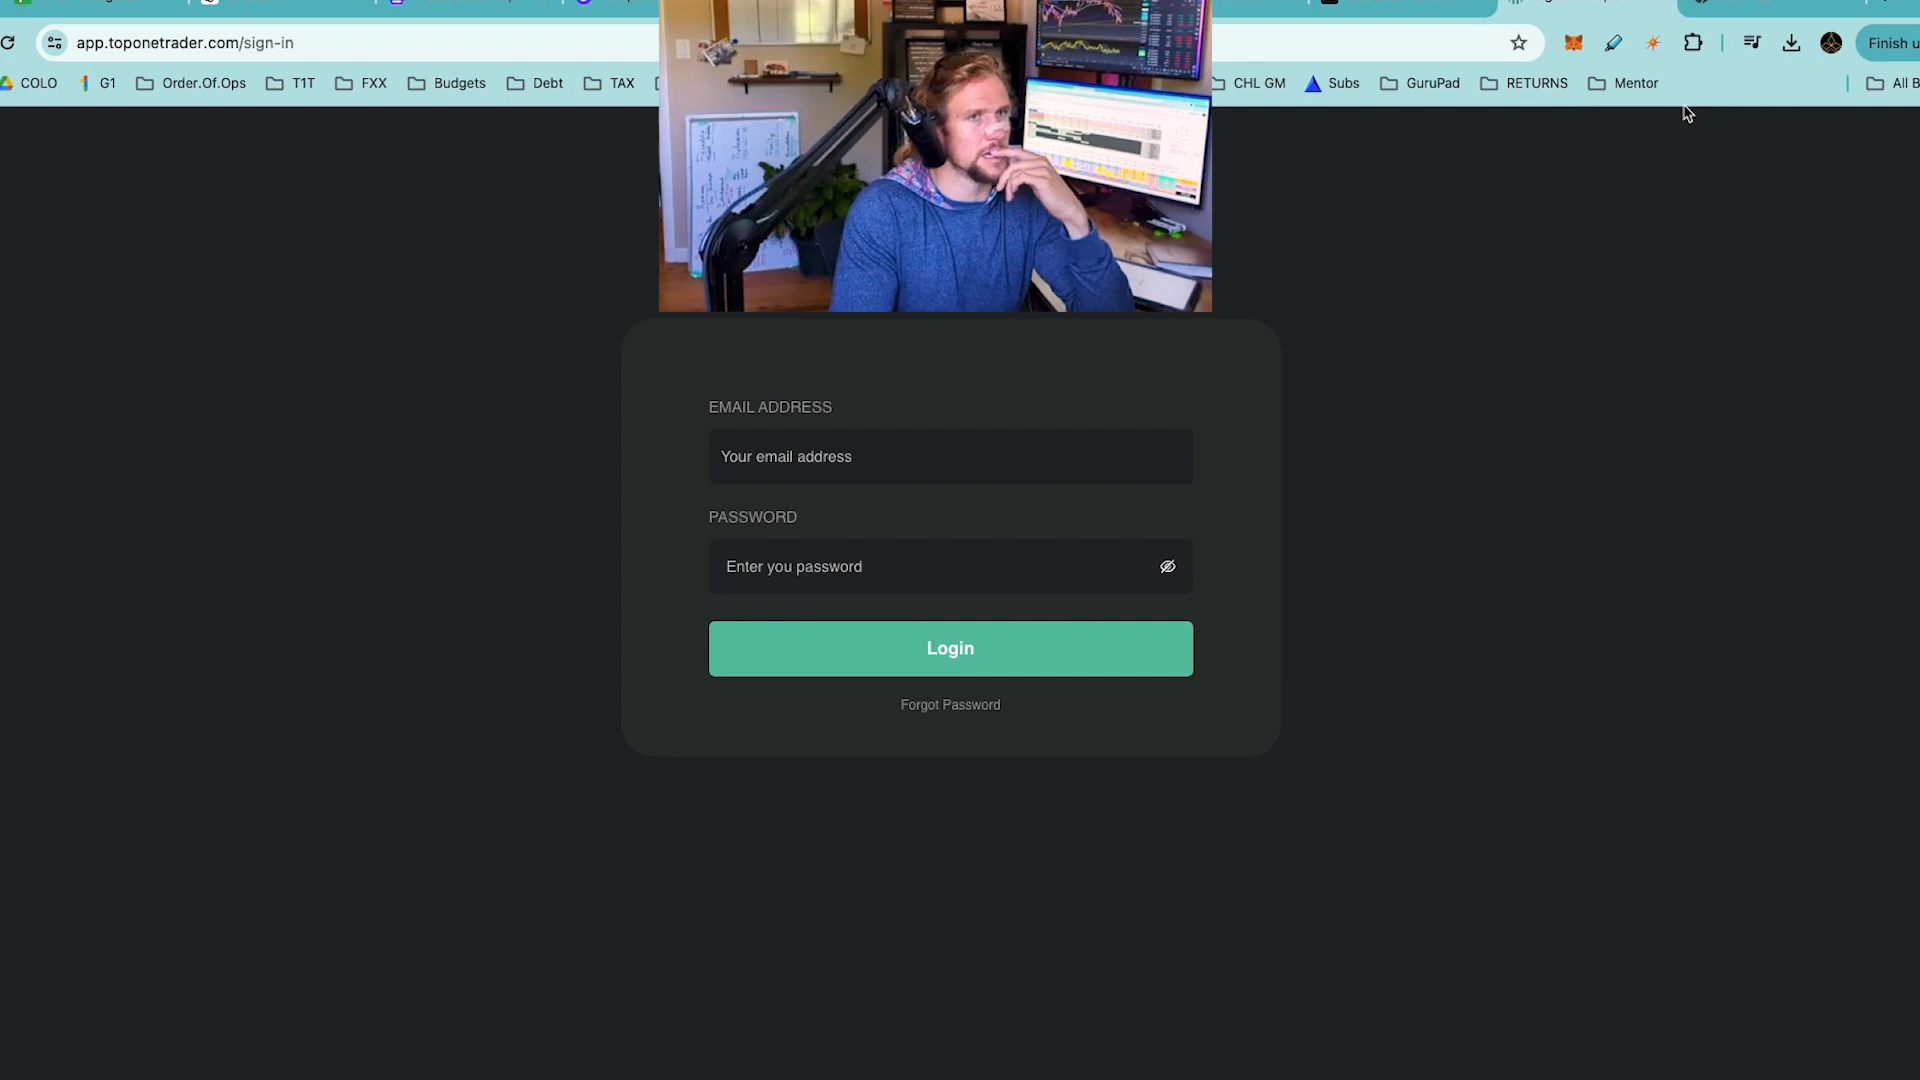 app.toponetrader.com/sign-in
Finish u
COLO
G1
Order.Of.Ops
T1T
FXX
Budgets
Debt
TAX
CHL GM
Subs
GuruPad
RETURNS
Mentor
All B
EMAIL ADDRESS
Your email address
PASSWORD
Enter you password
Login
Forgot Password